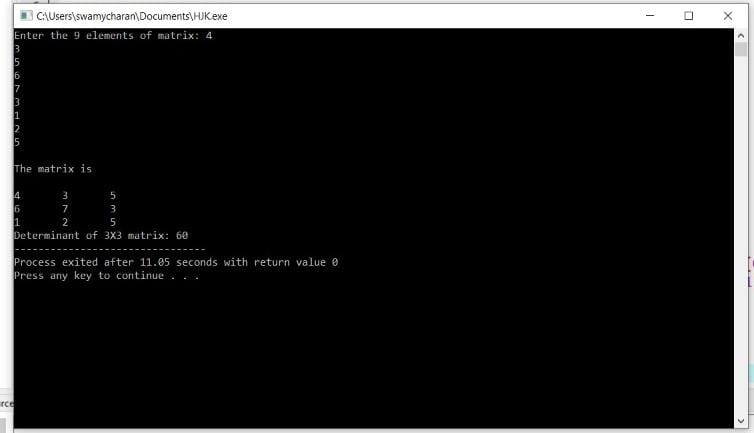 C:\Users\swamycharan\Documents\HJK.exe
Enter the 9 elements of matrix: 4
3
5
6
7
3
1
2
5
The matrix is
4 3 5
6 7 3
1 2 5
Determinant of 3X3 matrix: 60
--------------------------------
Process exited after 11.05 seconds with return value 0
Press any key to continue . . .